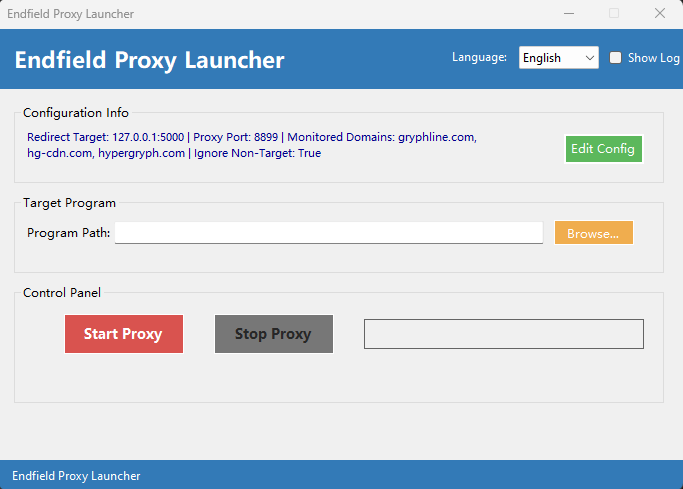 Endfield Proxy Launcher
Endfield Proxy Launcher
Language: English Show Log
Configuration Info
Redirect Target: 127.0.0.1:5000 | Proxy Port: 8899 | Monitored Domains: gryphline.com,
hg-cdn.com, hypergryph.com | Ignore Non-Target: True
Edit Config
Target Program
Program Path: Browse...
Control Panel
Start Proxy Stop Proxy
Endfield Proxy Launcher